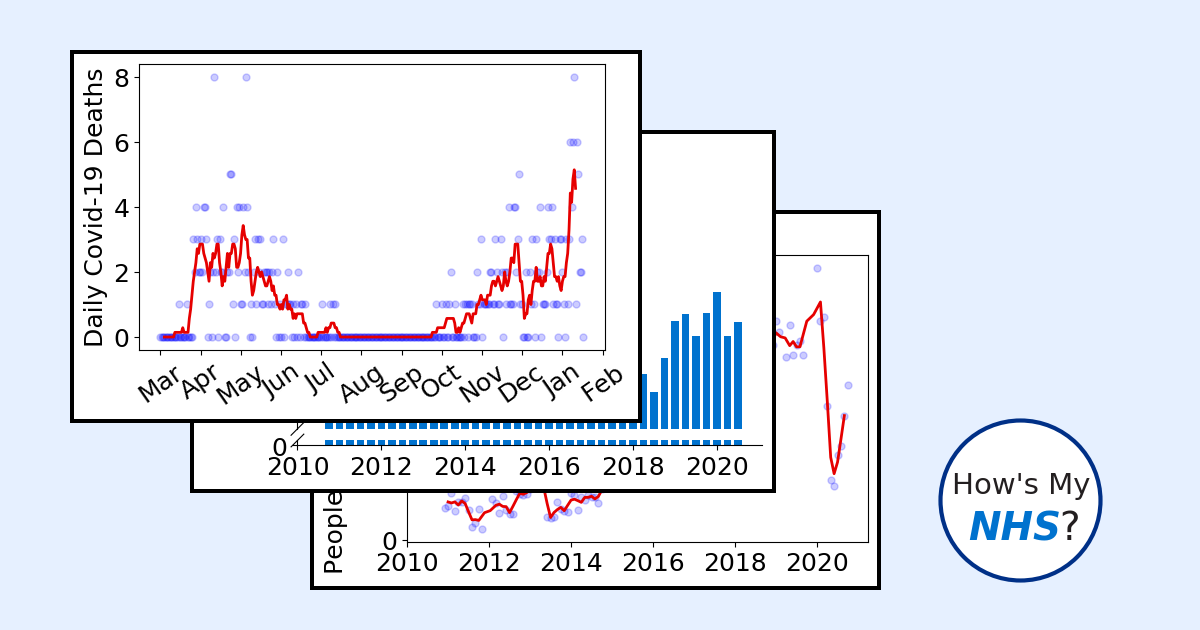 Daily Covid-19 Deaths
8
6
4
2
0
Mar Apr May Jun Jul Aug Sep Oct Nov Dec Jan Feb
0
2010 2012 2014 2016 2018 2020
People
0
2010 2012 2014 2016 2018 2020
How's My
NHS?